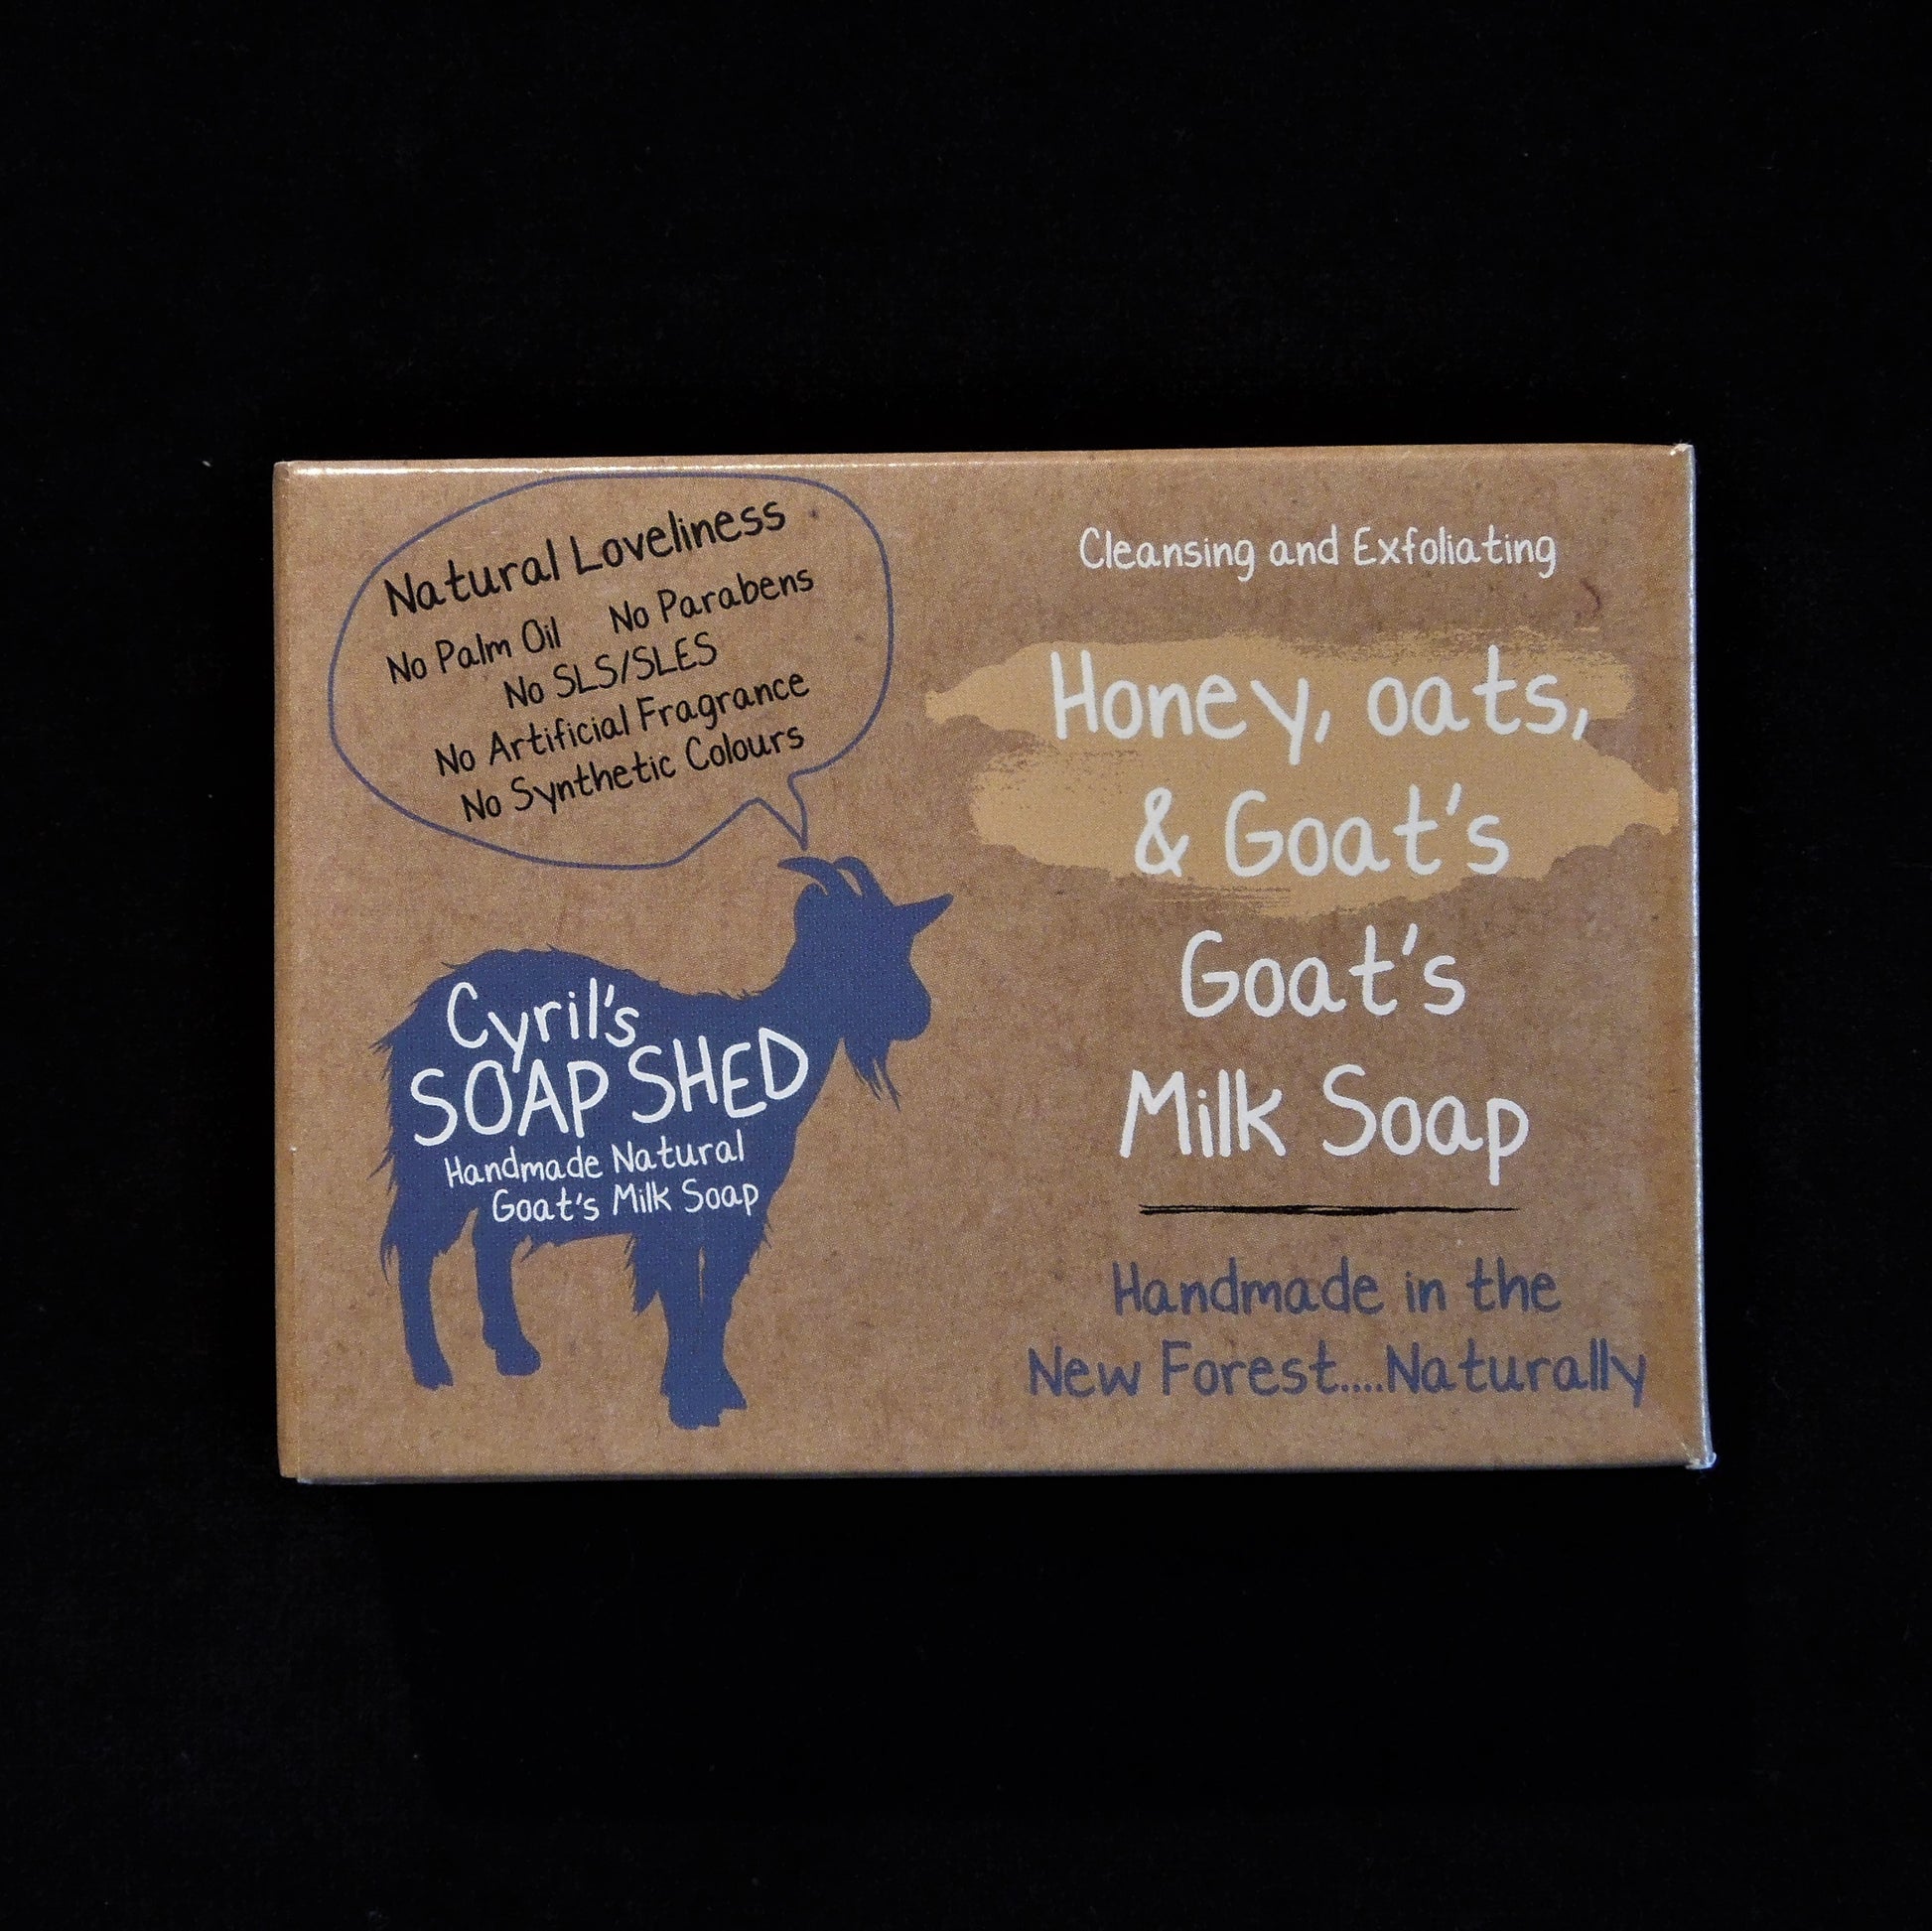 Natural Loveliness
No Palm Oil No Parabens
No SLS/SLES
No Artificial Fragrance
No Synthetic Colours
Cyril's
SOAP SHED
Handmade Natural
Goat's Milk Soap
Cleansing and Exfoliating
Honey, oats,
& Goat's
Goat's
Milk Soap
Handmade in the
New Forest....Naturally